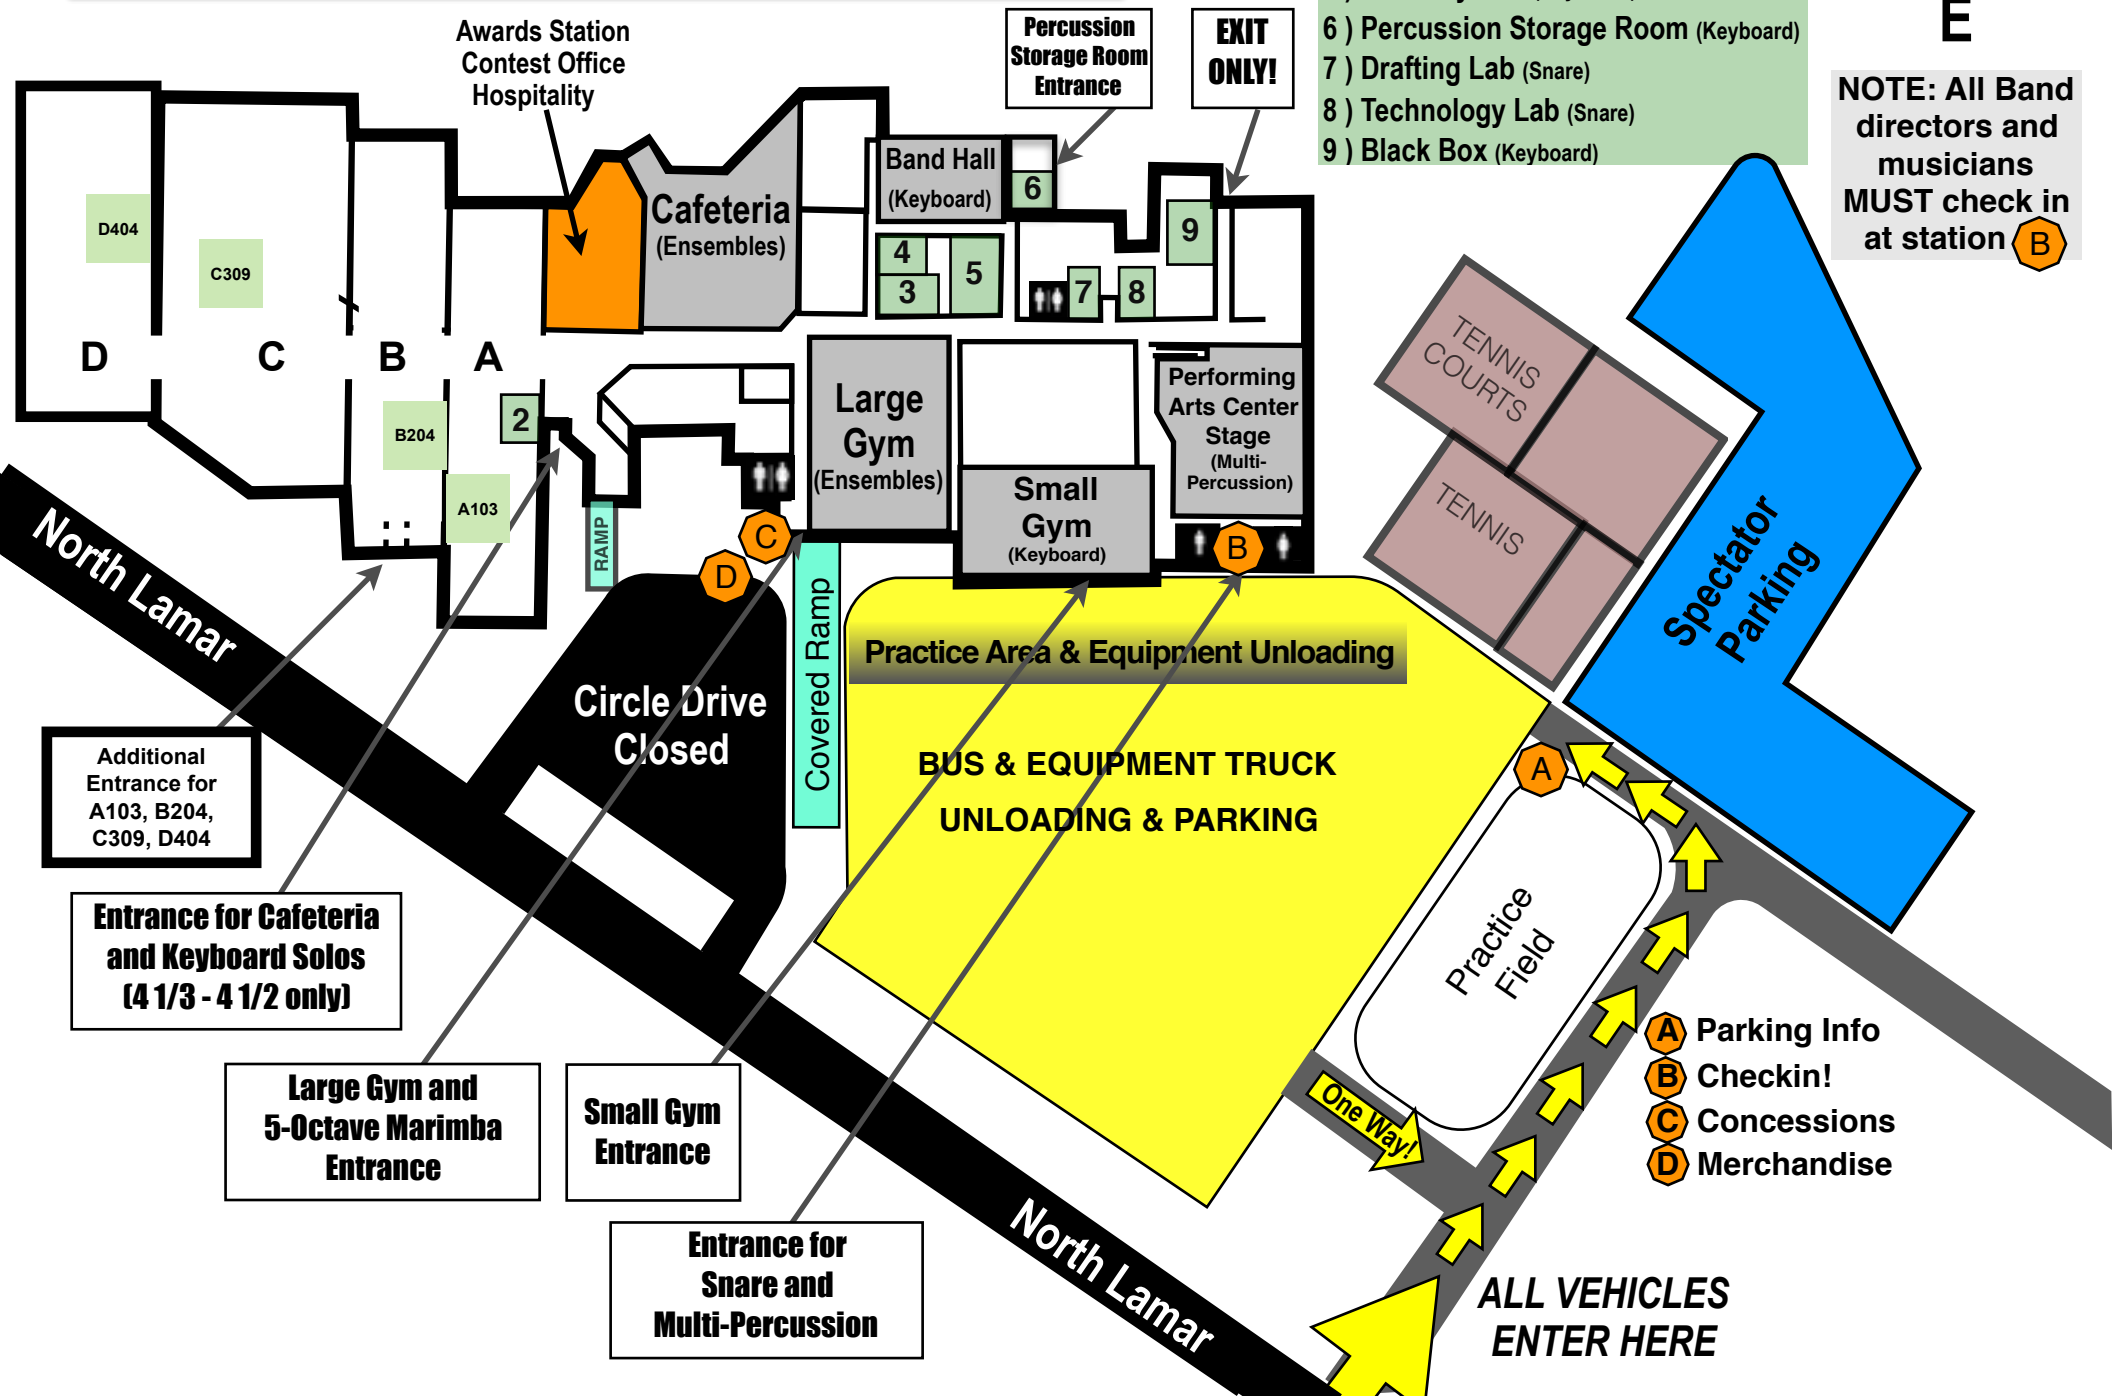 Awards Station
Contest Office
Hospitality
Percussion
Storage Room
Entrance
EXIT
ONLY!
6 ) Percussion Storage Room (Keyboard)
7 ) Drafting Lab (Snare)
8 ) Technology Lab (Snare)
9 ) Black Box (Keyboard)
E
NOTE: All Band
directors and
musicians
MUST check in
at station B
D404
C309
Cafeteria
(Ensembles)
Band Hall
(Keyboard)
6
9
4
3
5
7
8
D
C
B
A
2
B204
A103
Large
Gym
(Ensembles)
Small
Gym
(Keyboard)
Performing
Arts Center
Stage
(Multi-
Percussion)
TENNIS
COURTS
TENNIS
Spectator
Parking
RAMP
C
D
B
North Lamar
Circle Drive
Closed
Covered Ramp
Practice Area & Equipment Unloading
BUS & EQUIPMENT TRUCK
UNLOADING & PARKING
A
Practice
Field
Additional
Entrance for
A103, B204,
C309, D404
Entrance for Cafeteria
and Keyboard Solos
(4 1/3 - 4 1/2 only)
Large Gym and
5-Octave Marimba
Entrance
Small Gym
Entrance
Entrance for
Snare and
Multi-Percussion
One Way!
A Parking Info
B Checkin!
C Concessions
D Merchandise
North Lamar
ALL VEHICLES
ENTER HERE